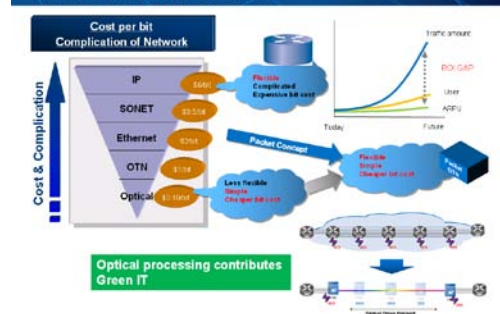 Cost per bit
Complication of Network
Cost & Complication
IP
SONET
Ethernet
OTN
Optical
Flexible
Complicated
Expensive bit cost
Less flexible
Simple
Cheaper bit cost
Packet Concept
Flexible
Simple
Cheaper bit cost
Packet
OTN
Traffic amount
User
ARPU
Today
Future
Optical processing contributes
Green IT